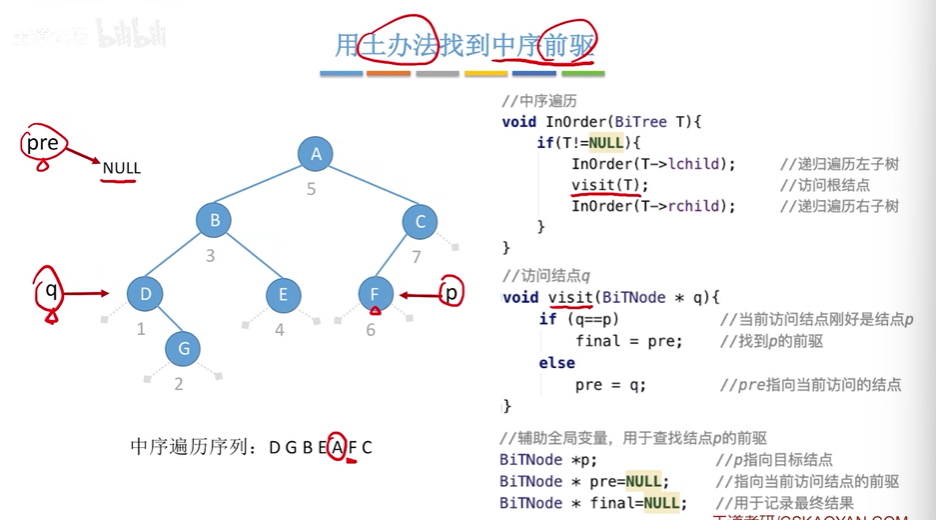 用土办法找到中序前驱
pre
NULL
A
5
B
3
C
7
q
D
1
E
4
F
6
p
G
2
中序遍历序列：D G B E A F C
//中序遍历
void InOrder(BiTree T){
if(T!=NULL){
InOrder(T->lchild); //递归遍历左子树
visit(T); //访问根结点
InOrder(T->rchild); //递归遍历右子树
}
}
//访问结点q
void visit(BiTNode * q){
if (q==p) //当前访问结点刚好是结点p
final = pre; //找到p的前驱
else
pre = q; //pre指向当前访问的结点
}
//辅助全局变量，用于查找结点p的前驱
BiTNode *p; //p指向目标结点
BiTNode * pre=NULL; //指向当前访问结点的前驱
BiTNode * final=NULL; //用于记录最终结果
王道考研/CSKAOYAN.COM
bilibili